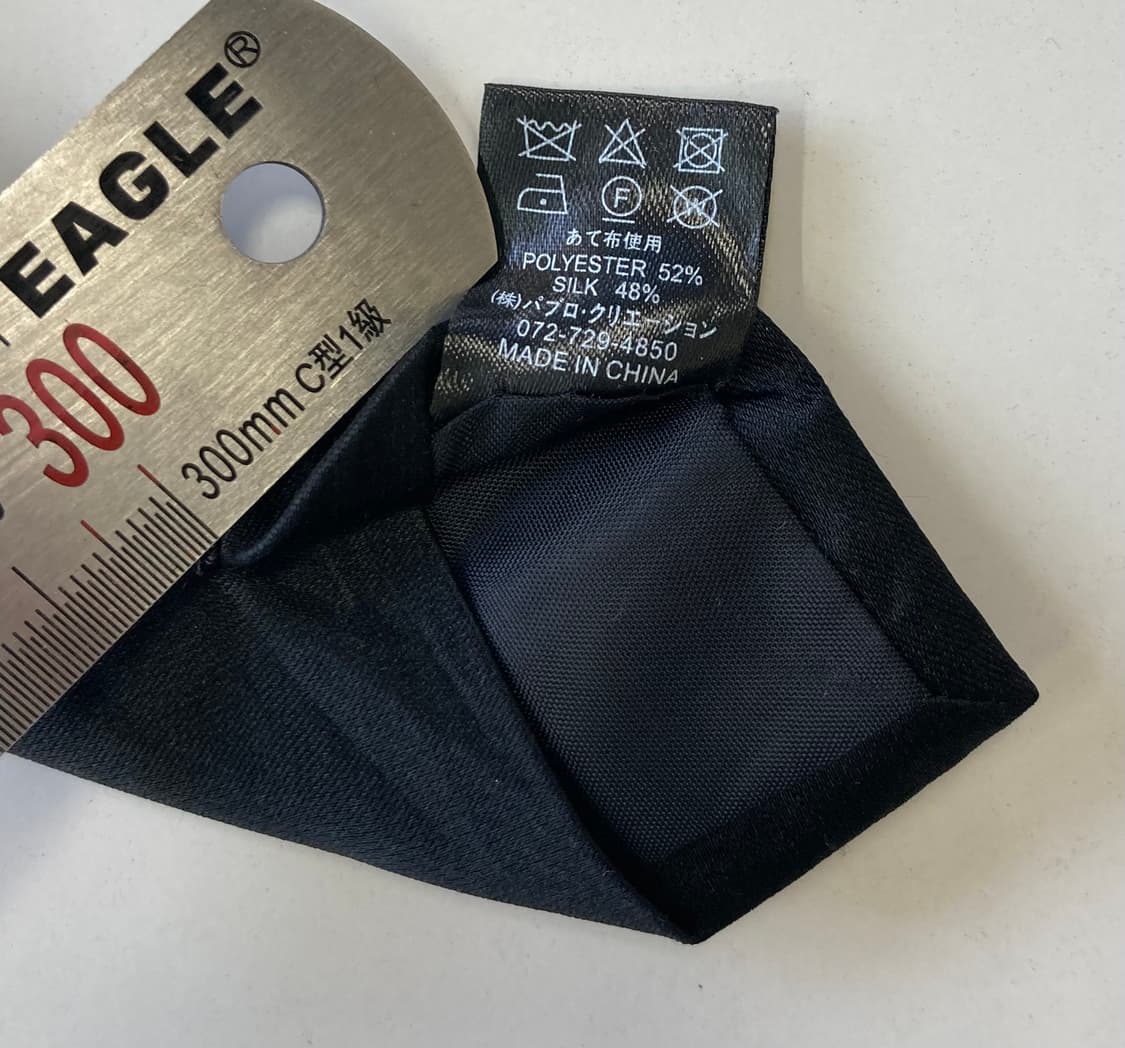 EAGLE®
300
300mm C型1級
F
W
あて布使用
POLYESTER 52%
SILK 48%
(株)パブロ・クリエーション
072-729-4850
MADE IN CHINA